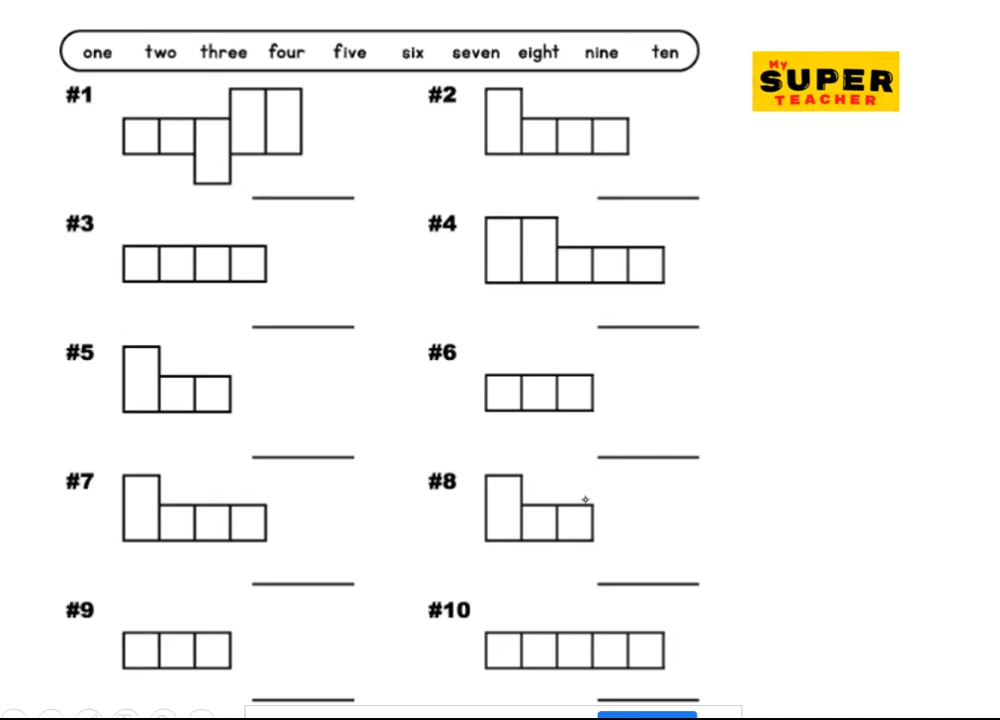 one two three four five six seven eight nine ten
My
SUPER
TEACHER
#1 #2
#3 #4
#5 #6
#7 #8
#9 #10